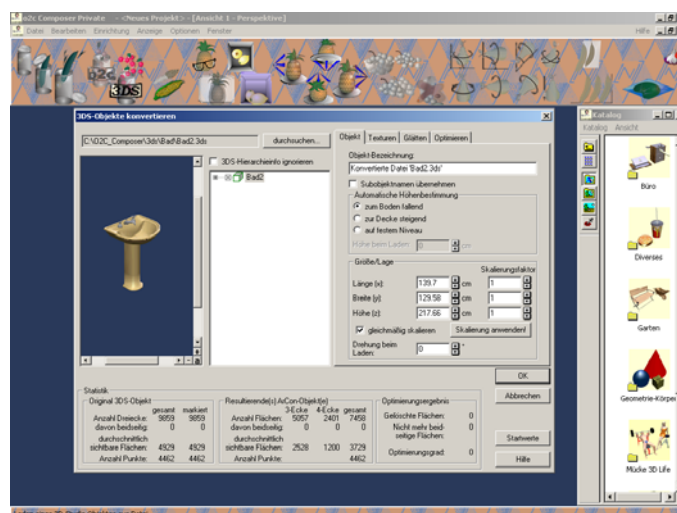 o2c Composer Private - <Neues Projekt> - [Ansicht 1 - Perspektive]
Datei Bearbeiten Einrichtung Anzeige Optionen Fenster Hilfe
b2c
3DS
3DS-Objekte konvertieren
C:\O2C_Composer\3ds\Bad\Bad2.3ds durchsuchen...
3DS-Hierarchieinfo ignorieren
Bad2
Objekt Texturen Glätten Optimieren
Objekt-Bezeichnung:
Konvertierte Datei 'Bad2.3ds'
Subobjektnamen übernehmen
Automatische Höhenbestimmung
zum Boden fallend
zur Decke steigend
auf festem Niveau
Höhe beim Laden: 0 cm
Größe/Lage
Skalierungsfaktor
Länge (x): 139.7 cm 1
Breite (y): 129.58 cm 1
Höhe (z): 217.66 cm 1
gleichmäßig skalieren Skalierung anwenden!
Drehung beim
Laden: 0 °
OK
Abbrechen
Startwerte
Hilfe
Statistik
Original 3DS-Objekt
gesamt markiert
Anzahl Dreiecke: 9859 9859
davon beidseitig: 0 0
durchschnittlich
sichtbare Flächen: 4929 4929
Anzahl Punkte: 4462 4462
Resultierende(s) ArCon-Objekt(e)
3-Ecke 4-Ecke gesamt
Anzahl Flächen: 5057 2401 7458
davon beidseitig: 0 0 0
durchschnittlich
sichtbare Flächen: 2528 1200 3729
Anzahl Punkte: 4462
Optimierungsergebnis
Gelöschte Flächen: 0
Nicht mehr beid-
seitige Flächen: 0
Optimierungsgrad: 0
Katalog
Katalog Ansicht
Büro
Diverses
Garten
Geometrie-Körper
Mücke 3D Life